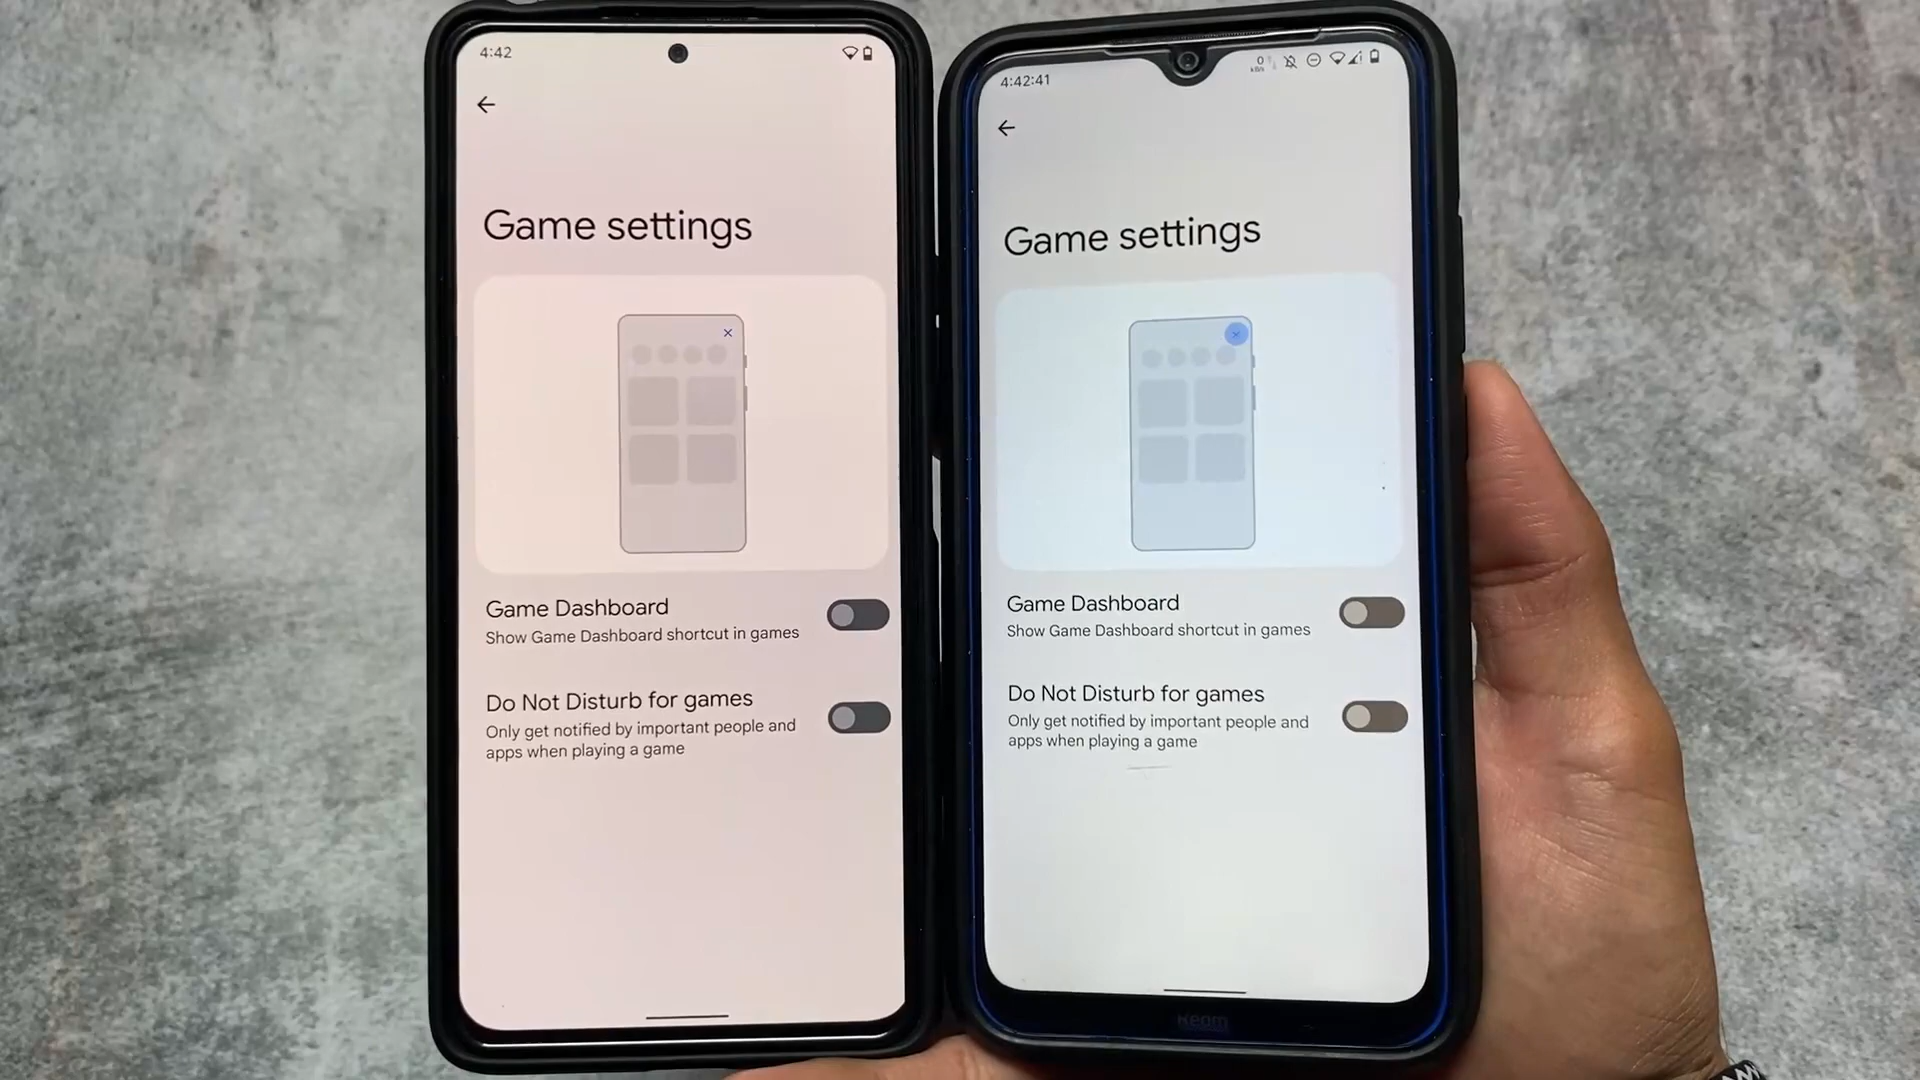 4:42
Game settings
Game Dashboard
Show Game Dashboard shortcut in games
Do Not Disturb for games
Only get notified by important people and
apps when playing a game
4:42:41
0
kB/s
Game settings
Game Dashboard
Show Game Dashboard shortcut in games
Do Not Disturb for games
Only get notified by important people and
apps when playing a game